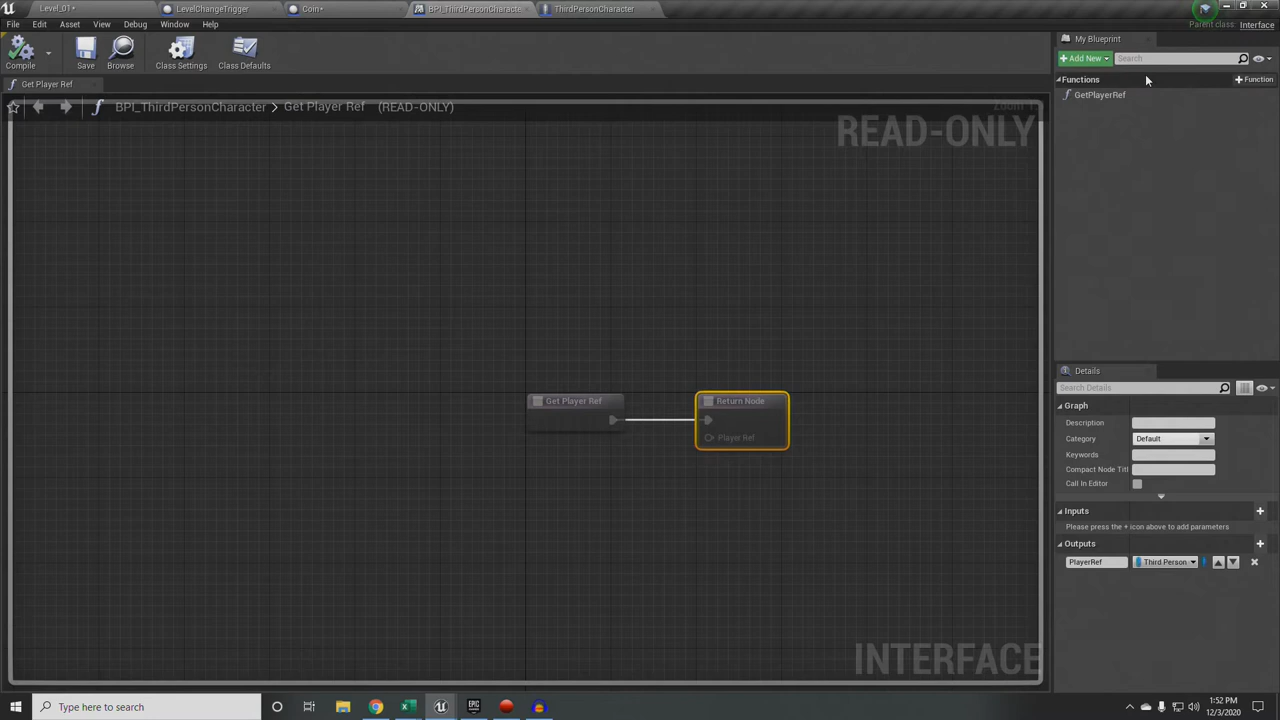 Level_01•
LevelChangeTrigger
Coin•
BPI_ThirdPersonCharacte
ThirdPersonCharacter
File
Edit
Asset
View
Debug
Window
Help
Parent class: Interface
Compile
Save
Browse
Class Settings
Class Defaults
My Blueprint
+ Add New
Search
Functions
+ Function
GetPlayerRef
Get Player Ref
BPI_ThirdPersonCharacter > Get Player Ref (READ-ONLY)
READ-ONLY
Get Player Ref
Return Node
Player Ref
INTERFACE
Details
Search Details
Graph
Description
Category
Default
Keywords
Compact Node Titl
Call In Editor
Inputs
Please press the + icon above to add parameters
Outputs
PlayerRef
Third Person
Type here to search
1:52 PM
12/3/2020